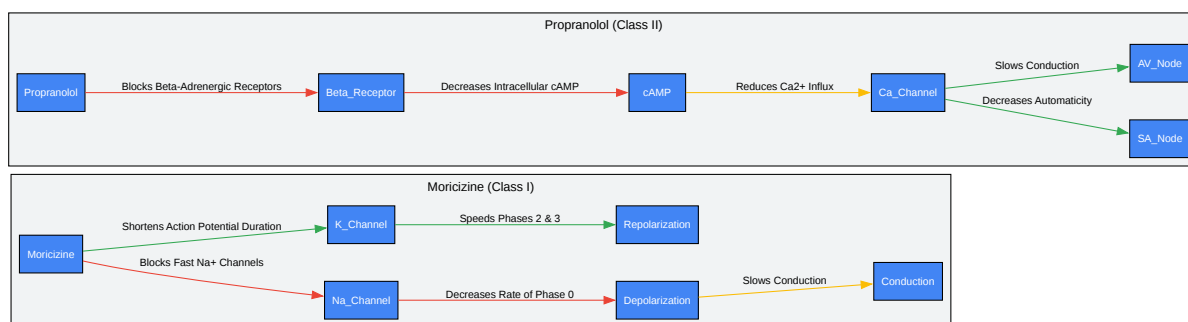 Propranolol (Class II)
Propranolol
Blocks Beta-Adrenergic Receptors
Beta_Receptor
Decreases Intracellular cAMP
cAMP
Reduces Ca2+ Influx
Ca_Channel
Slows Conduction
AV_Node
Decreases Automaticity
SA_Node
Moricizine (Class I)
Moricizine
Shortens Action Potential Duration
K_Channel
Speeds Phases 2 & 3
Repolarization
Blocks Fast Na+ Channels
Na_Channel
Decreases Rate of Phase 0
Depolarization
Slows Conduction
Conduction